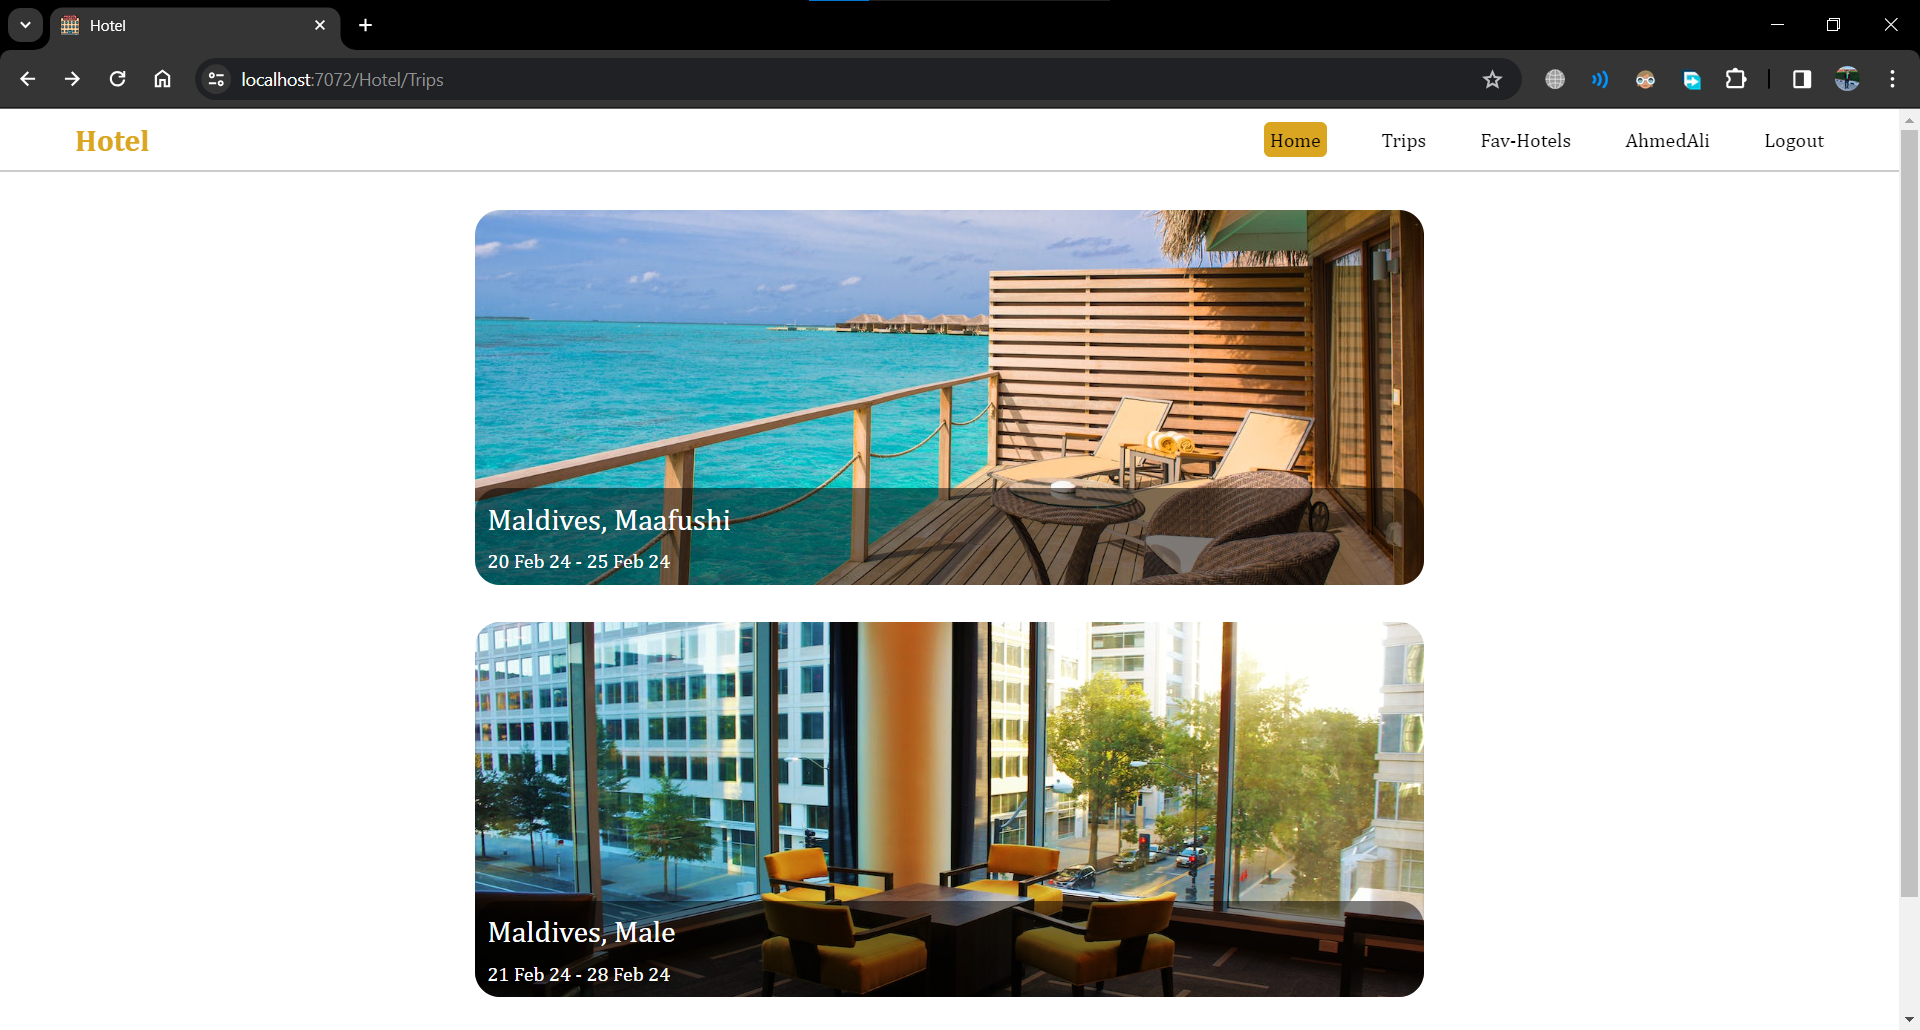 Hotel
localhost:7072/Hotel/Trips
Hotel
Home
Trips
Fav-Hotels
AhmedAli
Logout
Maldives, Maafushi
20 Feb 24 - 25 Feb 24
Maldives, Male
21 Feb 24 - 28 Feb 24